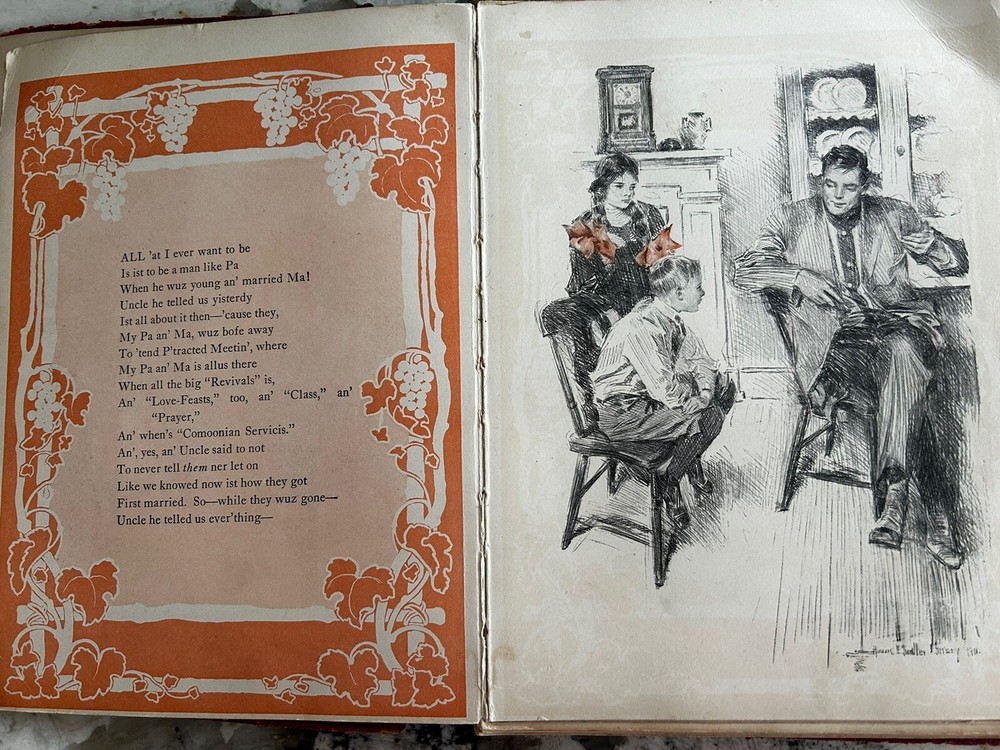 ALL 'at I ever want to be
Is ist to be a man like Pa
When he wuz young an' married Ma!
Uncle he telled us yisterdy
Ist all about it then—'cause they,
My Pa an' Ma, wuz bofe away
To 'tend P'tracted Meetin', where
My Pa an' Ma is allus there
When all the big "Revivals" is,
An' "Love-Feasts," too, an' "Class," an'
"Prayer,"
An' when's "Comoonian Servicis."
An', yes, an' Uncle said to not
To never tell them ner let on
Like we knowed now ist how they got
First married. So—while they wuz gone—
Uncle he telled us ever'thing—